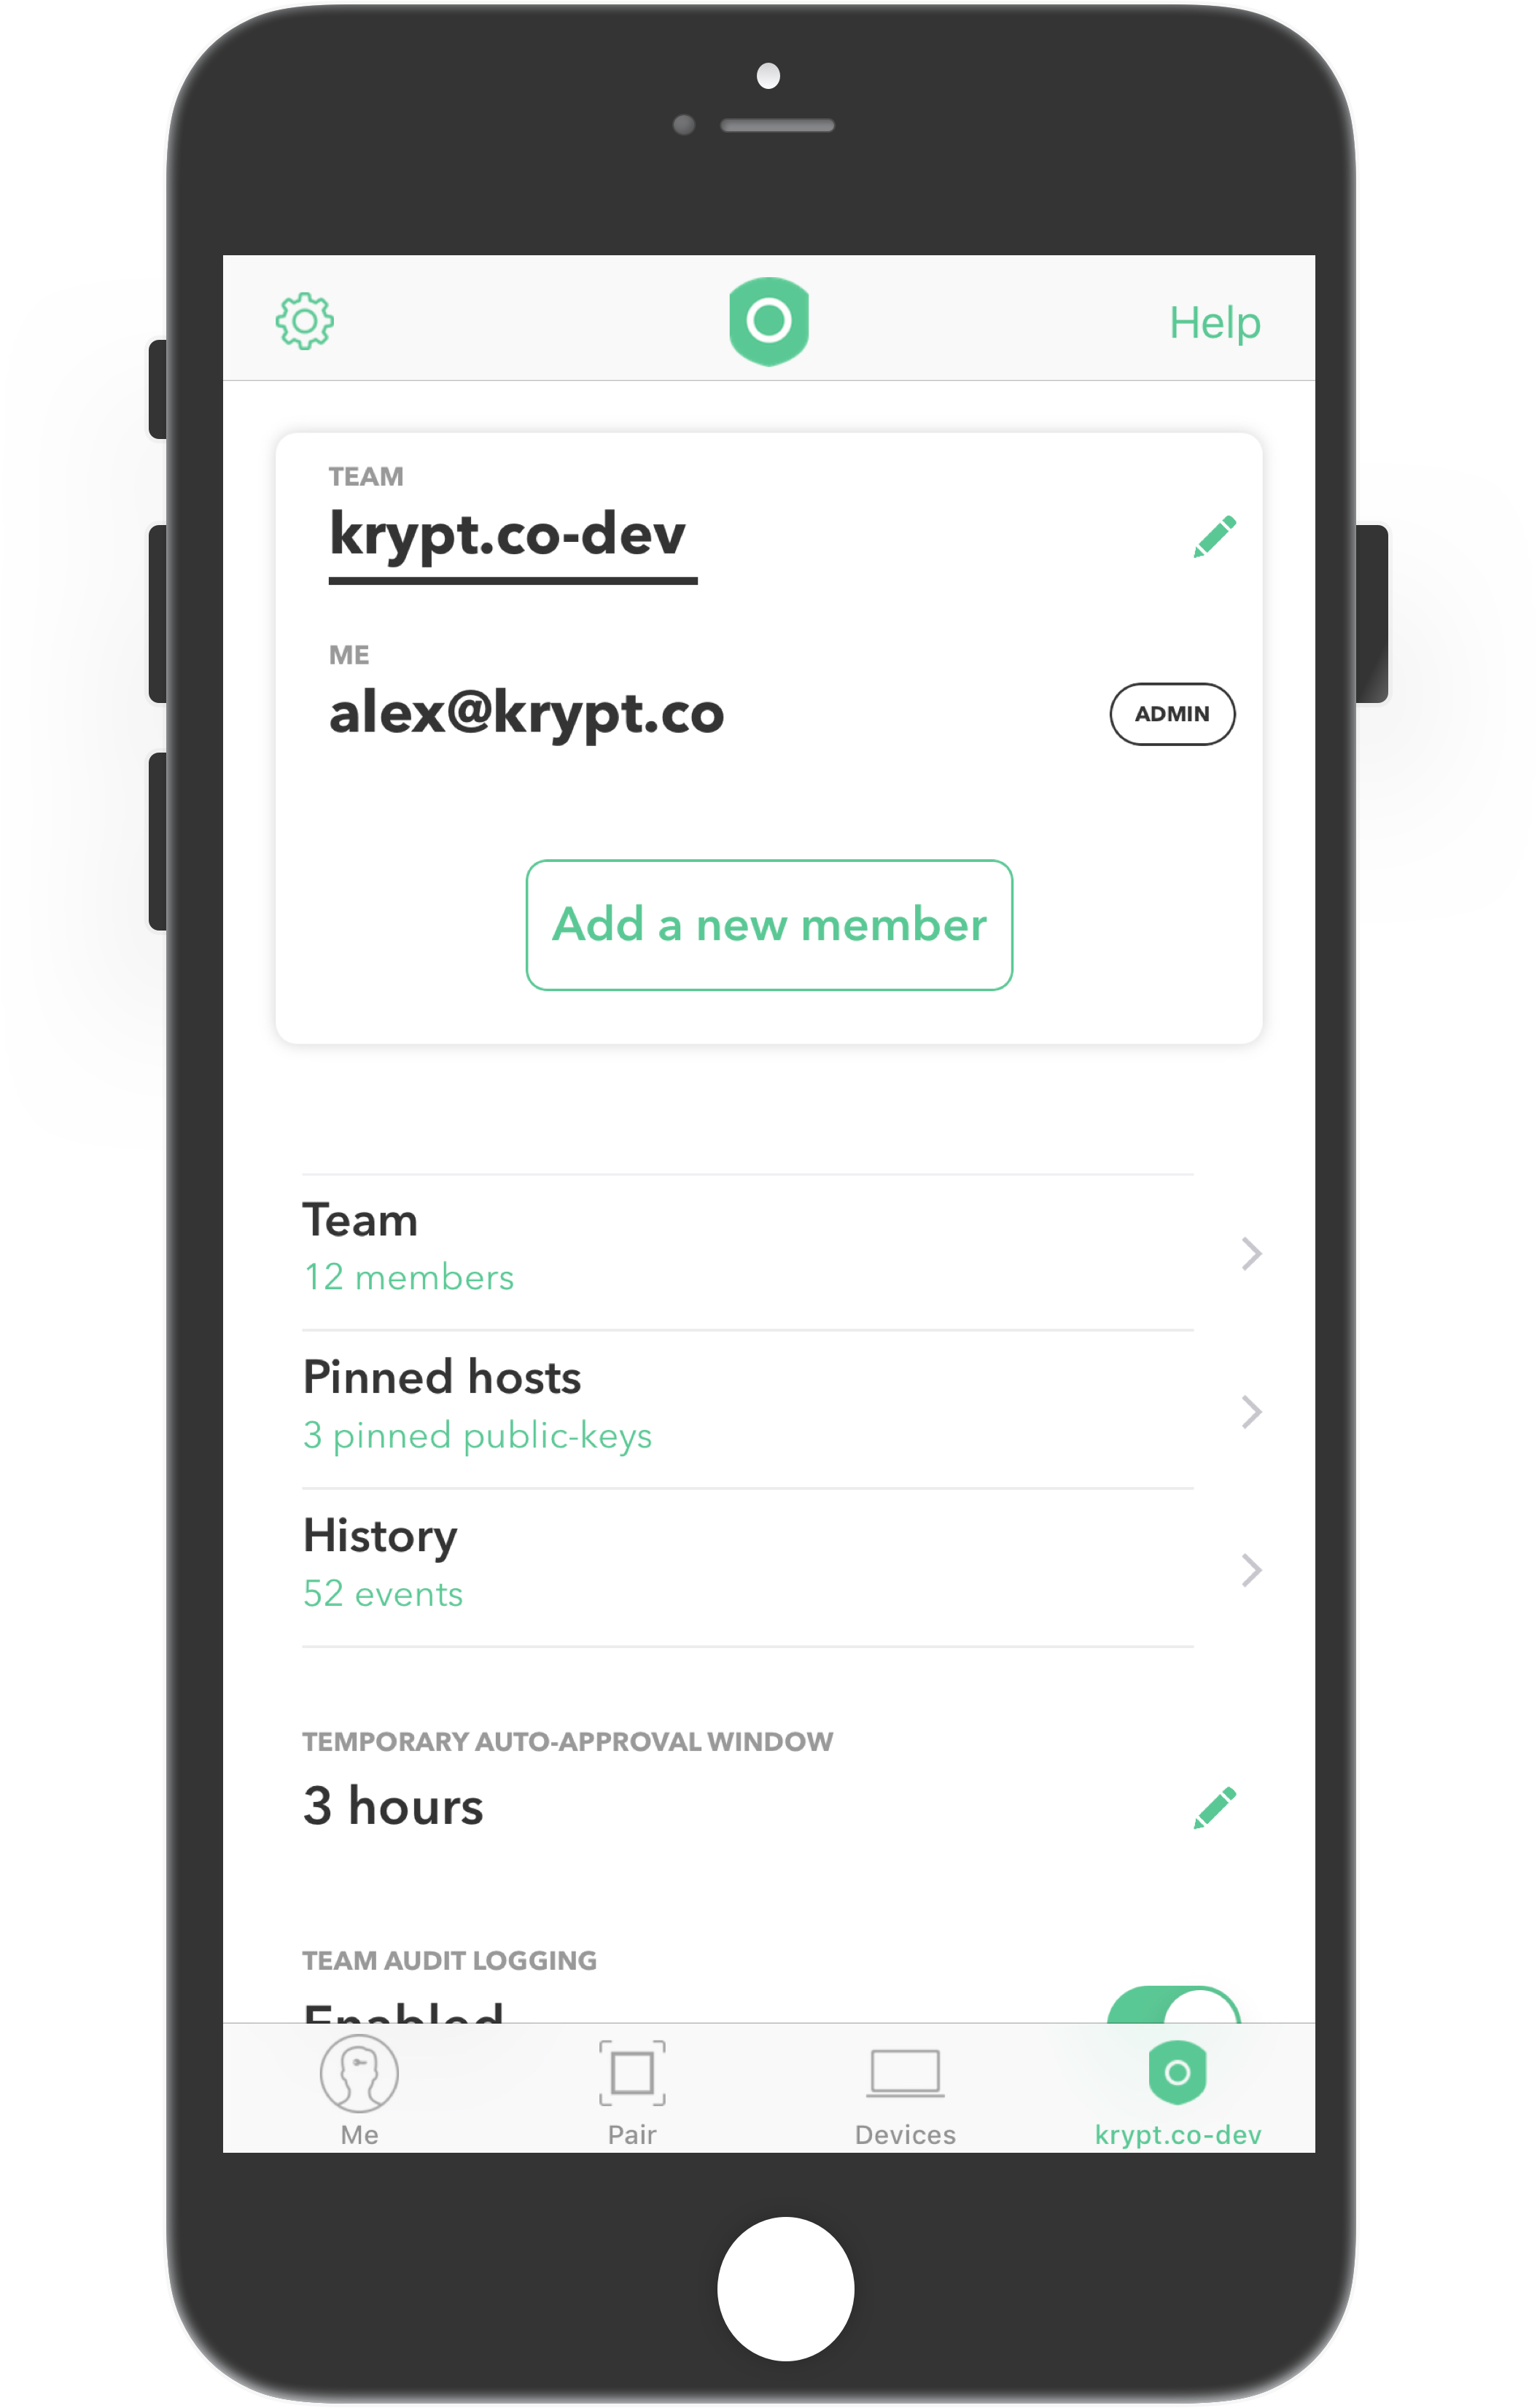 Help
TEAM
krypt.co-dev
ME
alex@krypt.co
ADMIN
Add a new member
Team
12 members
Pinned hosts
3 pinned public-keys
History
52 events
TEMPORARY AUTO-APPROVAL WINDOW
3 hours
TEAM AUDIT LOGGING
Enabled
Me
Pair
Devices
krypt.co-dev